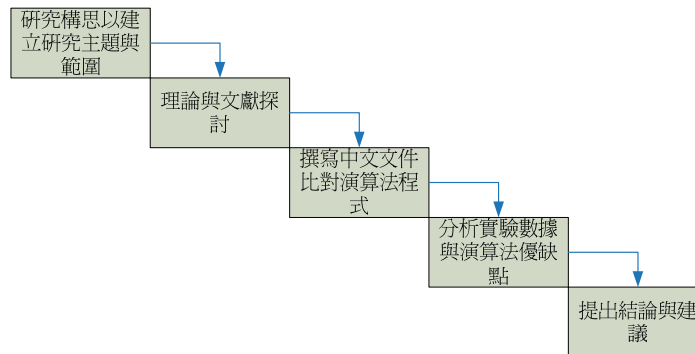 研究構思以建
立研究主題與
範圍
理論與文獻探
討
撰寫中文文件
比對演算法程
式
分析實驗數據
與演算法優缺
點
提出結論與建
議